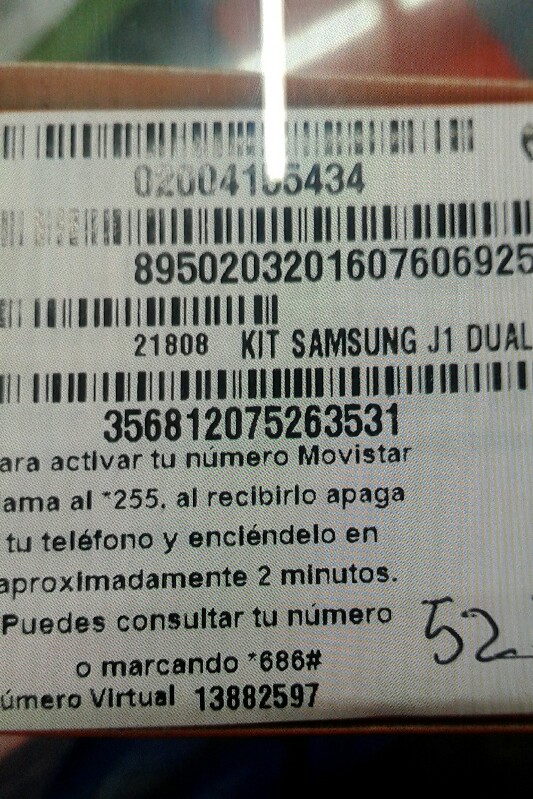 8950203201607606925
21808 KIT SAMSUNG J1 DUAL
356812075263531
ara activar tu número Movistar
ama al *255, al recibirlo apaga
tu teléfono y enciéndelo en
aproximadamente 2 minutos.
Puedes consultar tu número
o marcando *686#
úmero Virtual 13882597
52